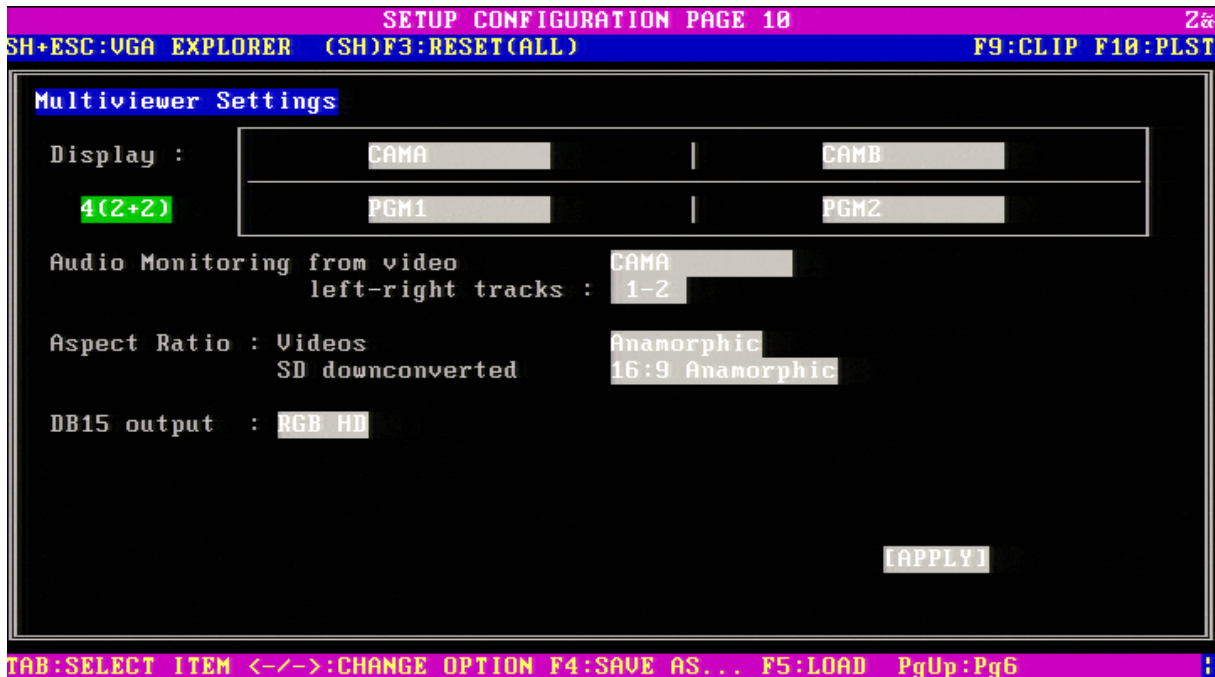 SETUP CONFIGURATION PAGE 10
SH+ESC:VGA EXPLORER (SH)F3:RESET(ALL) F9:CLIP F10:PLST
Multiviewer Settings
Display : CAMA | CAMB
4(2+2) PGM1 | PGM2
Audio Monitoring from video CAMA
left-right tracks : 1-2
Aspect Ratio : Videos Anamorphic
SD downconverted 16:9 Anamorphic
DB15 output : RGB HD
[APPLY]
TAB:SELECT ITEM <-/->:CHANGE OPTION F4:SAVE AS... F5:LOAD PgUp:Pg6